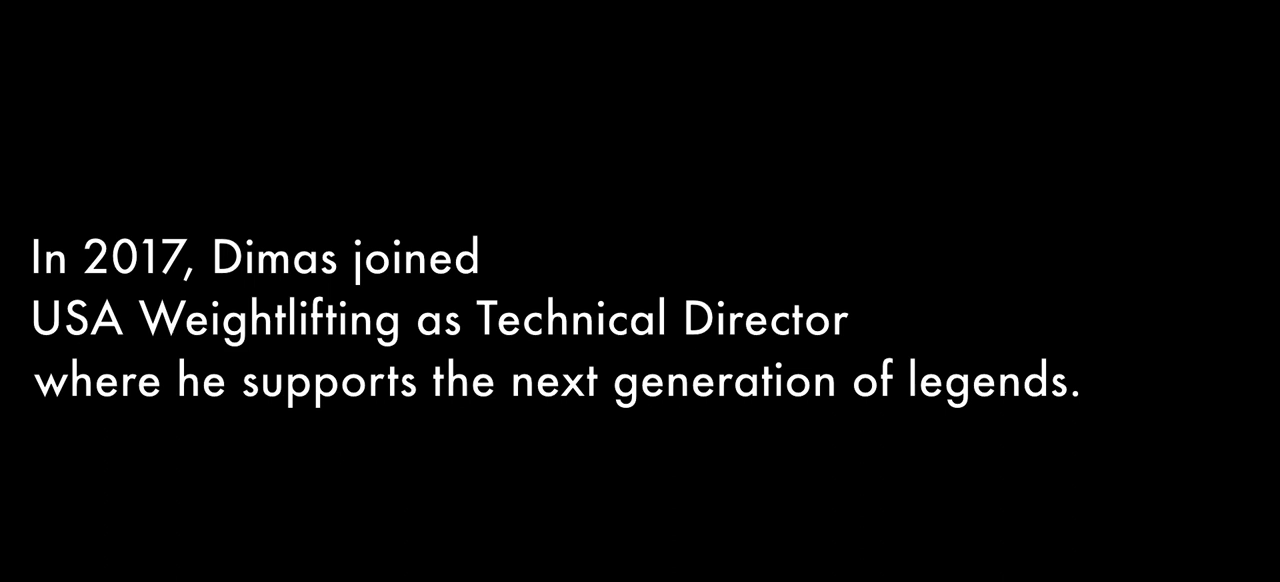 In 2017, Dimas joined
USA Weightlifting as Technical Director
where he supports the next generation of legends.